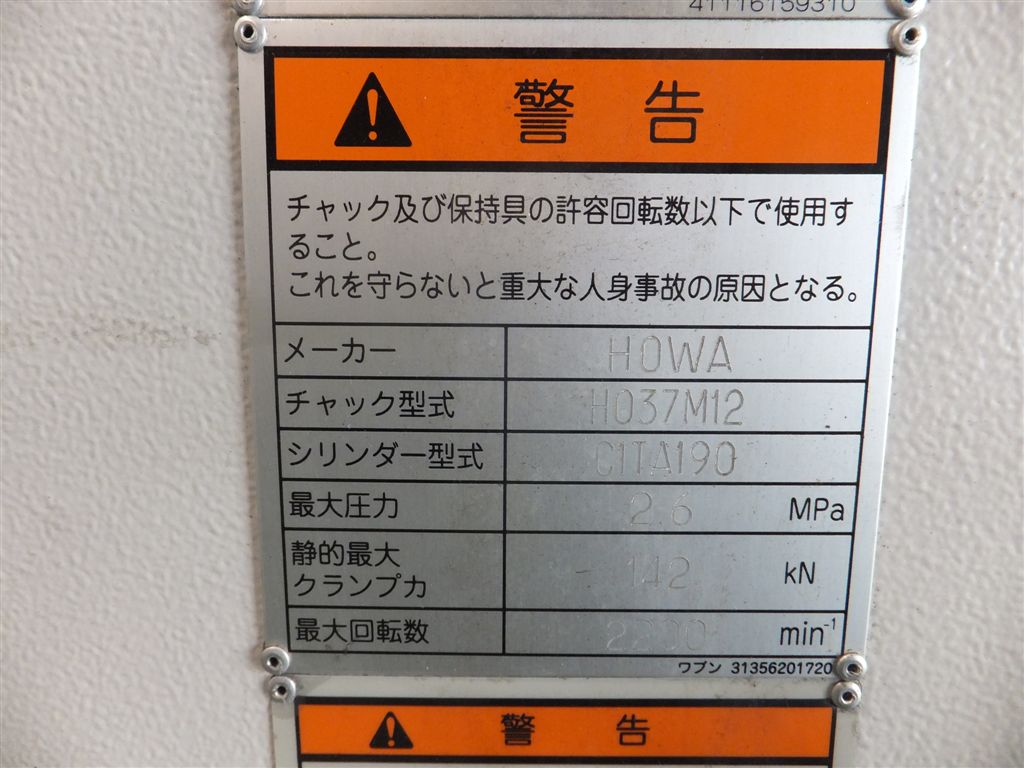 41116159310
警告
チャック及び保持具の許容回転数以下で使用す
ること。
これを守らないと重大な人身事故の原因となる。
メーカー HOWA
チャック型式 H037M12
シリンダー型式 C1TA190
最大圧力 2.6 MPa
静的最大
クランプ力 142 kN
最大回転数 2200 min-1
ワブン 31356201720
警告